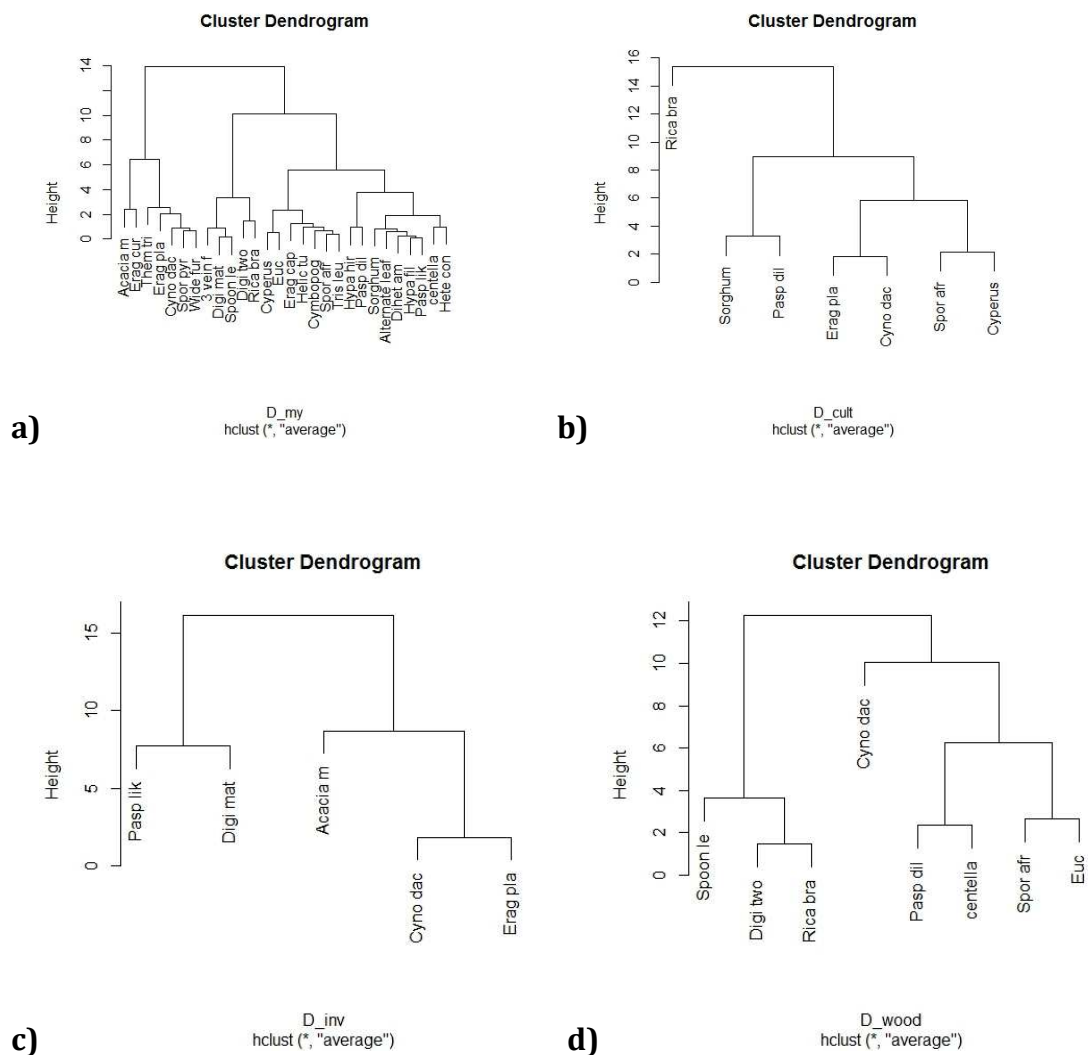 Cluster Dendrogram
14
10
8
6
4
2
0
Height
Acacia m
Erag cur
Them tri
Erag pla
Cyno dac
Spor pyr
Wide fur
3 vein f
Digi mat
Spoon le
Digi two
Rica bra
Cyperus
Euc
Erag cap
Helic tu
Cymbopog
Spor afr
Tris leu
Hypa hir
Pasp dil
Sorghum
Alternate leaf
Dihet am
Hypa fil
Pasp lik
centella
Hete con
D_my
hclust (*, "average")
a)
Cluster Dendrogram
16
14
12
10
8
6
4
2
0
Height
Rica bra
Sorghum
Pasp dil
Erag pla
Cyno dac
Spor afr
Cyperus
D_cult
hclust (*, "average")
b)
Cluster Dendrogram
15
10
5
0
Height
Pasp lik
Digi mat
Acacia m
Cyno dac
Erag pla
D_inv
hclust (*, "average")
c)
Cluster Dendrogram
12
10
8
6
4
2
0
Height
Spoon le
Digi two
Rica bra
Cyno dac
Pasp dil
centella
Spor afr
Euc
D_wood
hclust (*, "average")
d)